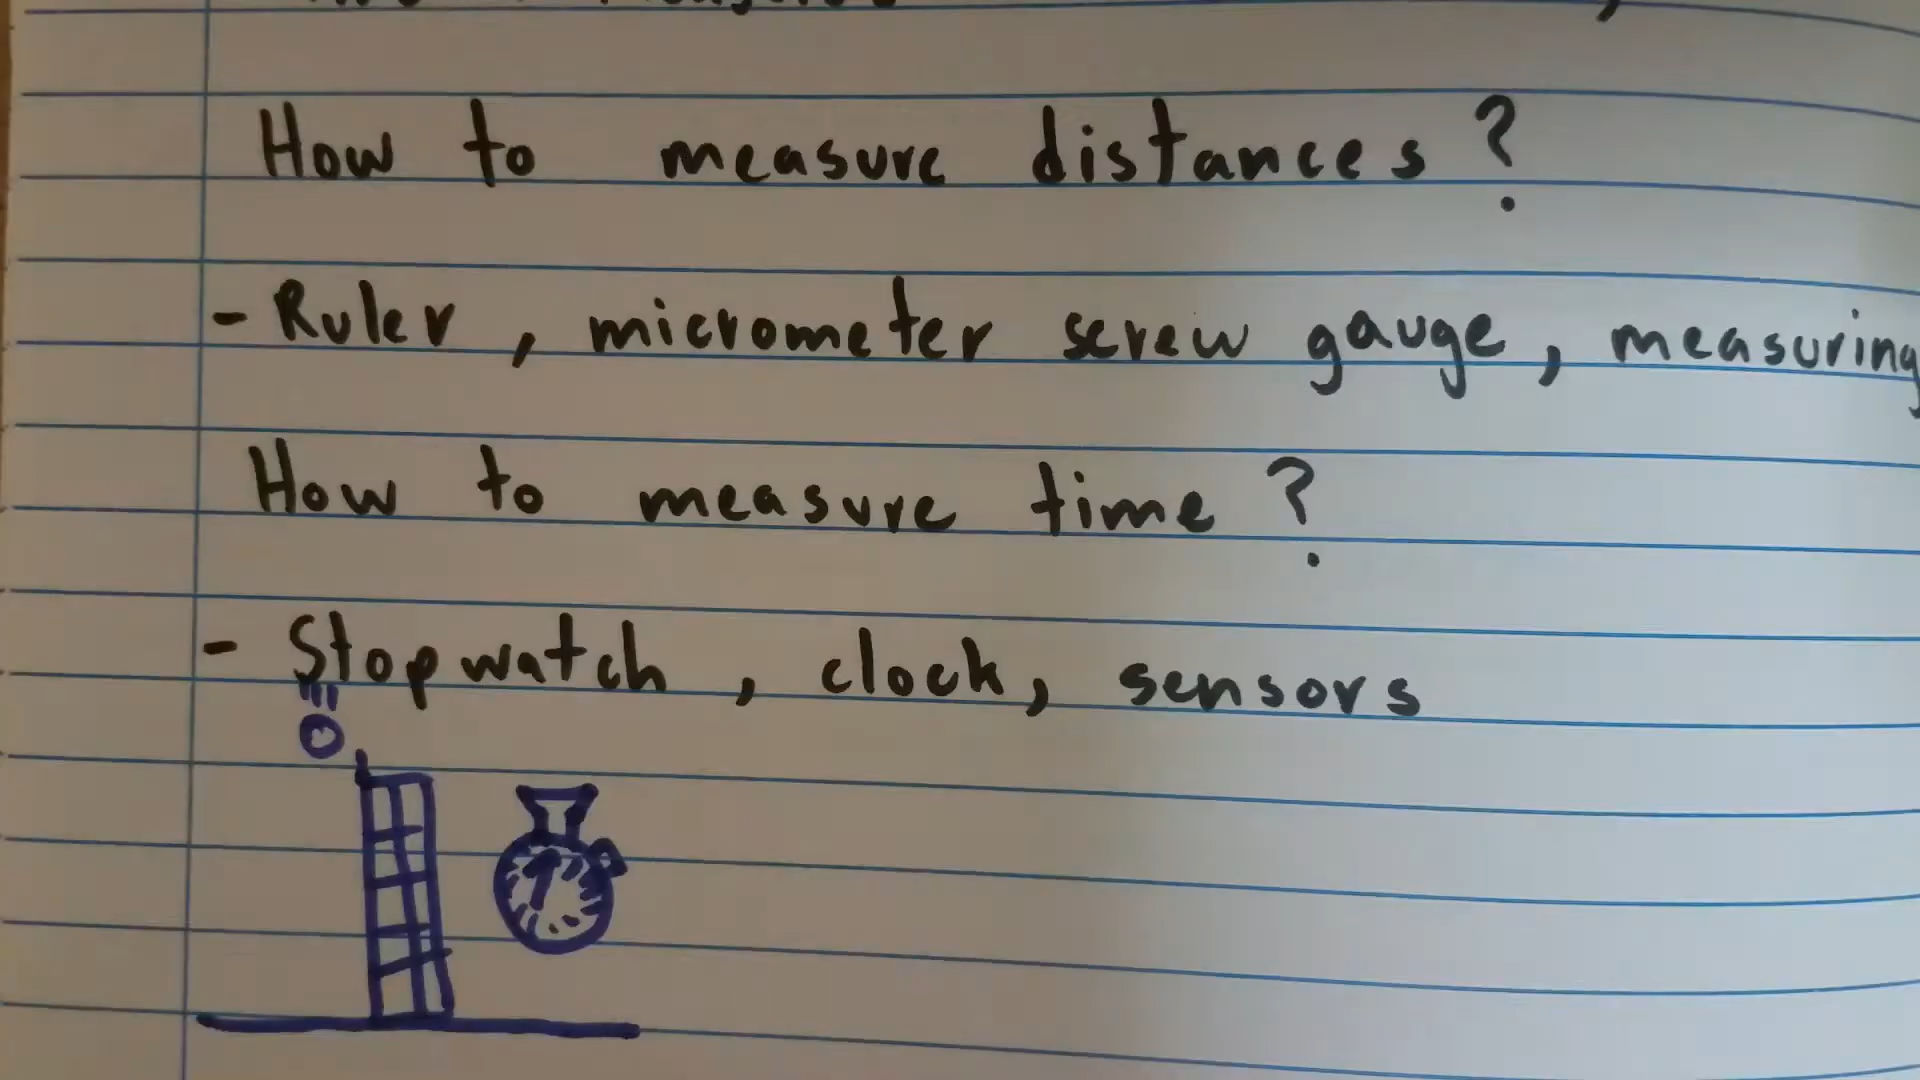 How to measure distances?
- Ruler, micrometer screw gauge, measuring
How to measure time?
- Stopwatch, clock, sensors